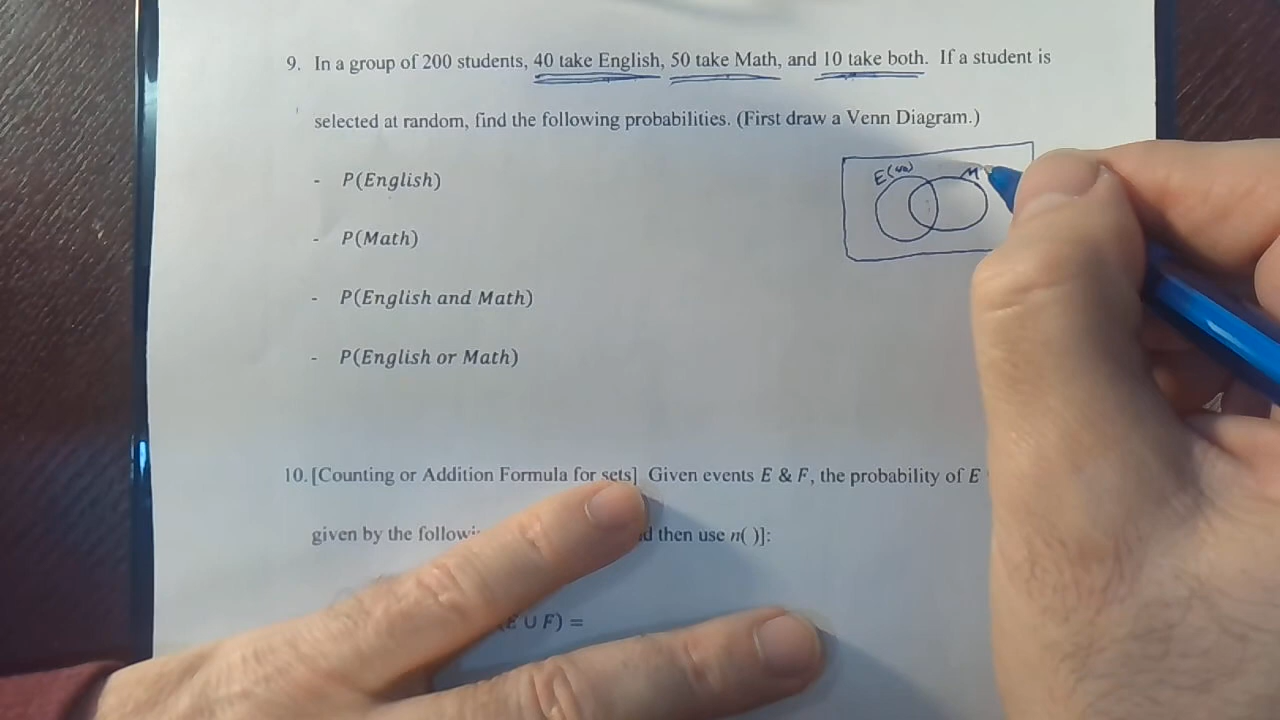 9. In a group of 200 students, 40 take English, 50 take Math, and 10 take both. If a student is
selected at random, find the following probabilities. (First draw a Venn Diagram.)
E(40) M
- P(English)
- P(Math)
- P(English and Math)
- P(English or Math)
10. [Counting or Addition Formula for sets] Given events E & F, the probability of E
given by the then use n( )]:
E ∪ F) =